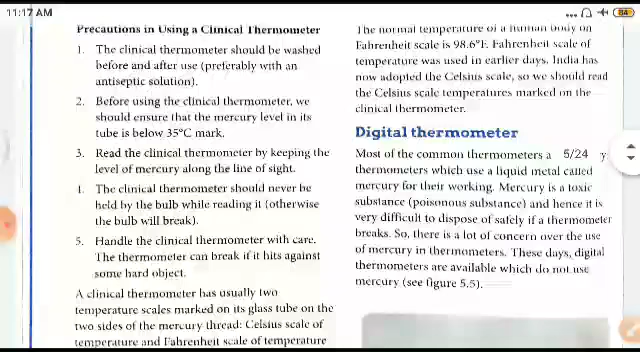 11:17 AM
84
Precautions in Using a Clinical Thermometer
1. The clinical thermometer should be washed
before and after use (preferably with an
antiseptic solution).
2. Before using the clinical thermometer, we
should ensure that the mercury level in its
tube is below 35°C mark.
3. Read the clinical thermometer by keeping the
level of mercury along the line of sight.
The clinical thermometer should never be
held by the bulb while reading it (otherwise
the bulb will break).
5. Handle the clinical thermometer with care.
The thermometer can break if it hits against
some hard object.
A clinical thermometer has usually two
temperature scales marked on its glass tube on the
two sides of the mercury thread: Celsius scale of
temperature and Fahrenheit scale of temperature
The normal temperature of a human body on
Fahrenheit scale is 98.6°F. Fahrenheit scale of
temperature was used in earlier days. India has
now adopted the Celsius scale, so we should read
the Celsius scale temperatures marked on the
clinical thermometer.
Digital thermometer
Most of the common thermometers a 5/24 y
thermometers which use a liquid metal called
mercury for their working. Mercury is a toxic
substance (poisonous substance) and hence it is
very difficult to dispose of safely if a thermometer
breaks. So, there is a lot of concern over the use
of mercury in thermometers. These days, digital
thermometers are available which do not use
mercury (see figure 5.5).